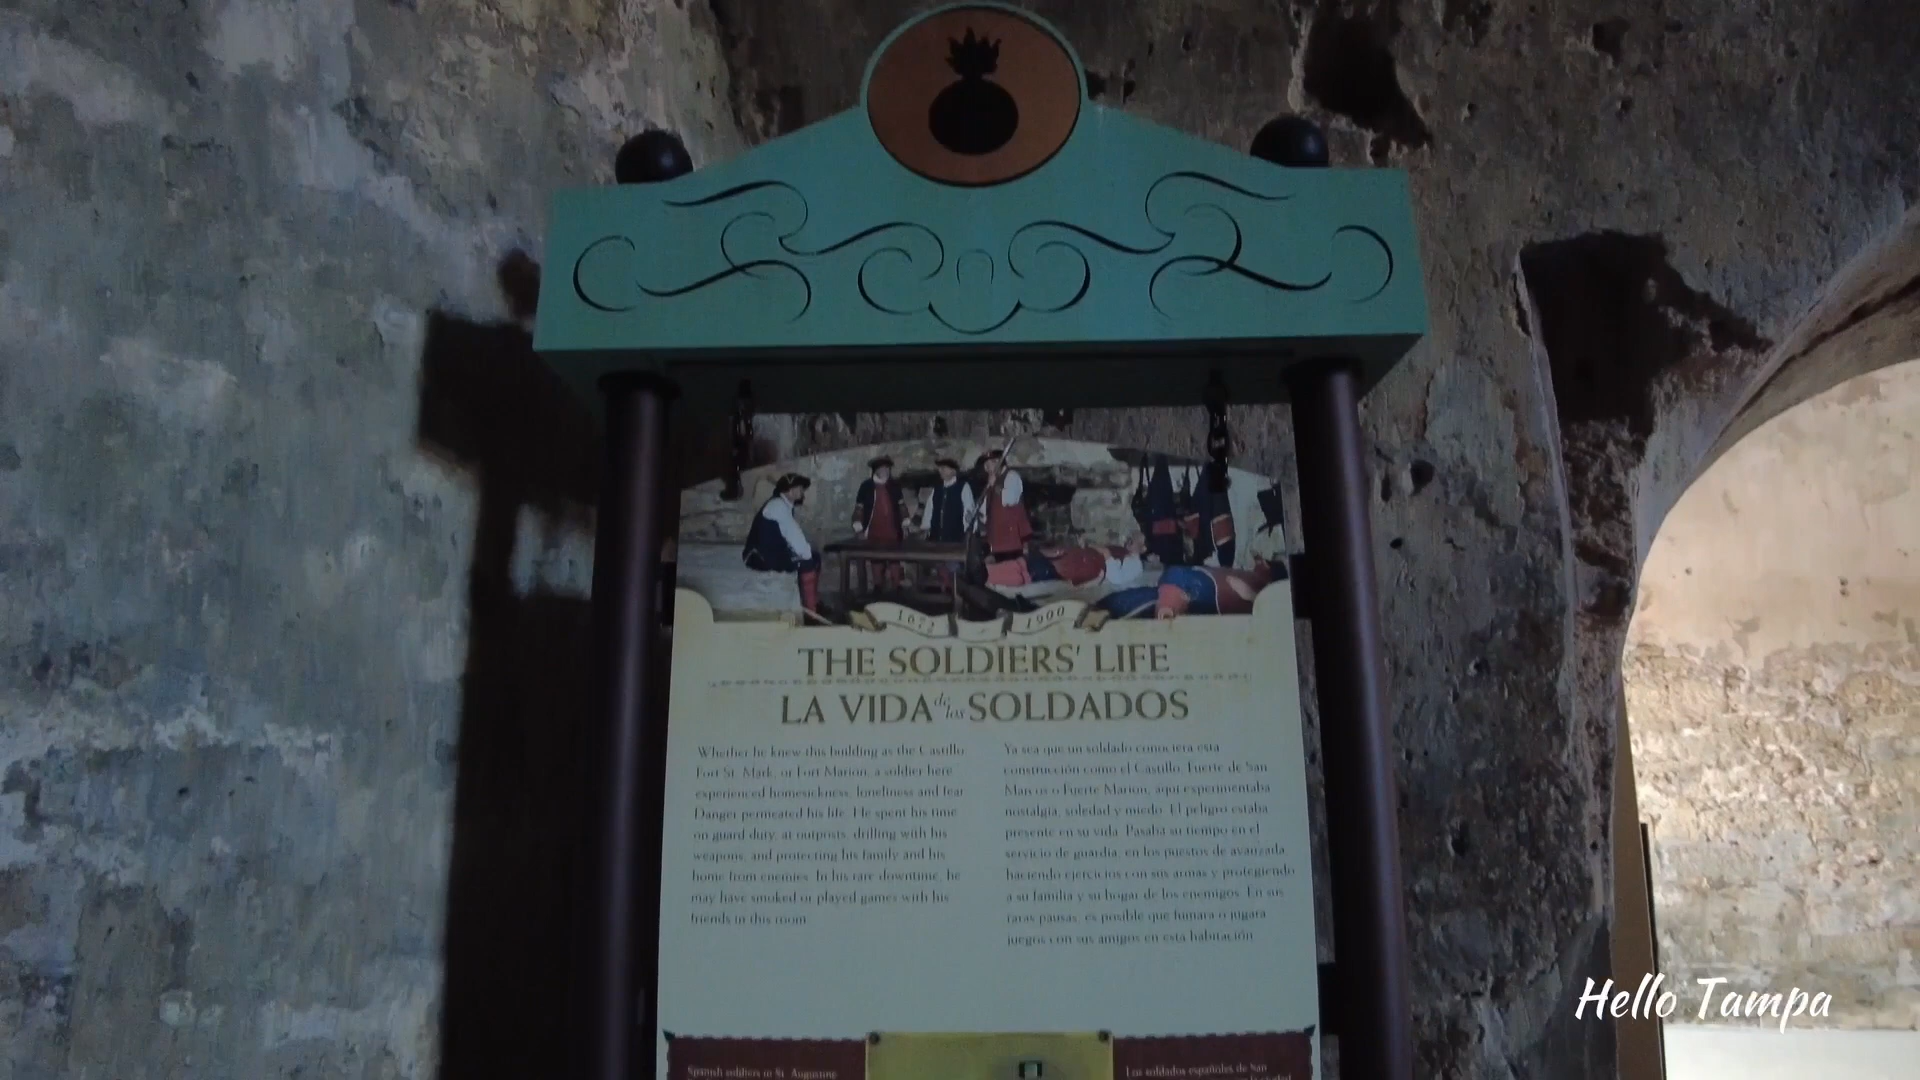 1672 - 1900
THE SOLDIERS' LIFE
LA VIDA de los SOLDADOS
Whether he knew this building as the Castillo
Fort St. Mark, or Fort Marion, a soldier here
experienced homesickness, loneliness and fear
Danger permeated his life. He spent his time
on guard duty, at outposts, drilling with his
weapons, and protecting his family and his
home from enemies. In his rare downtime, he
may have smoked or played games with his
friends in this room
Ya sea que un soldado conociera esta
construcción como el Castillo, Fuerte de San
Marcos o Fuerte Marion, aquí experimentaba
nostalgia, soledad y miedo. El peligro estaba
presente en su vida. Pasaba su tiempo en el
servicio de guardia, en los puestos de avanzada
haciendo ejercicios con sus armas y protegiendo
a su familia y su hogar de los enemigos. En sus
raras pausas, es posible que fumara o jugara
juegos con sus amigos en esta habitación
Spanish soldiers in St. Augustine
Los soldados españoles de San
Hello Tampa